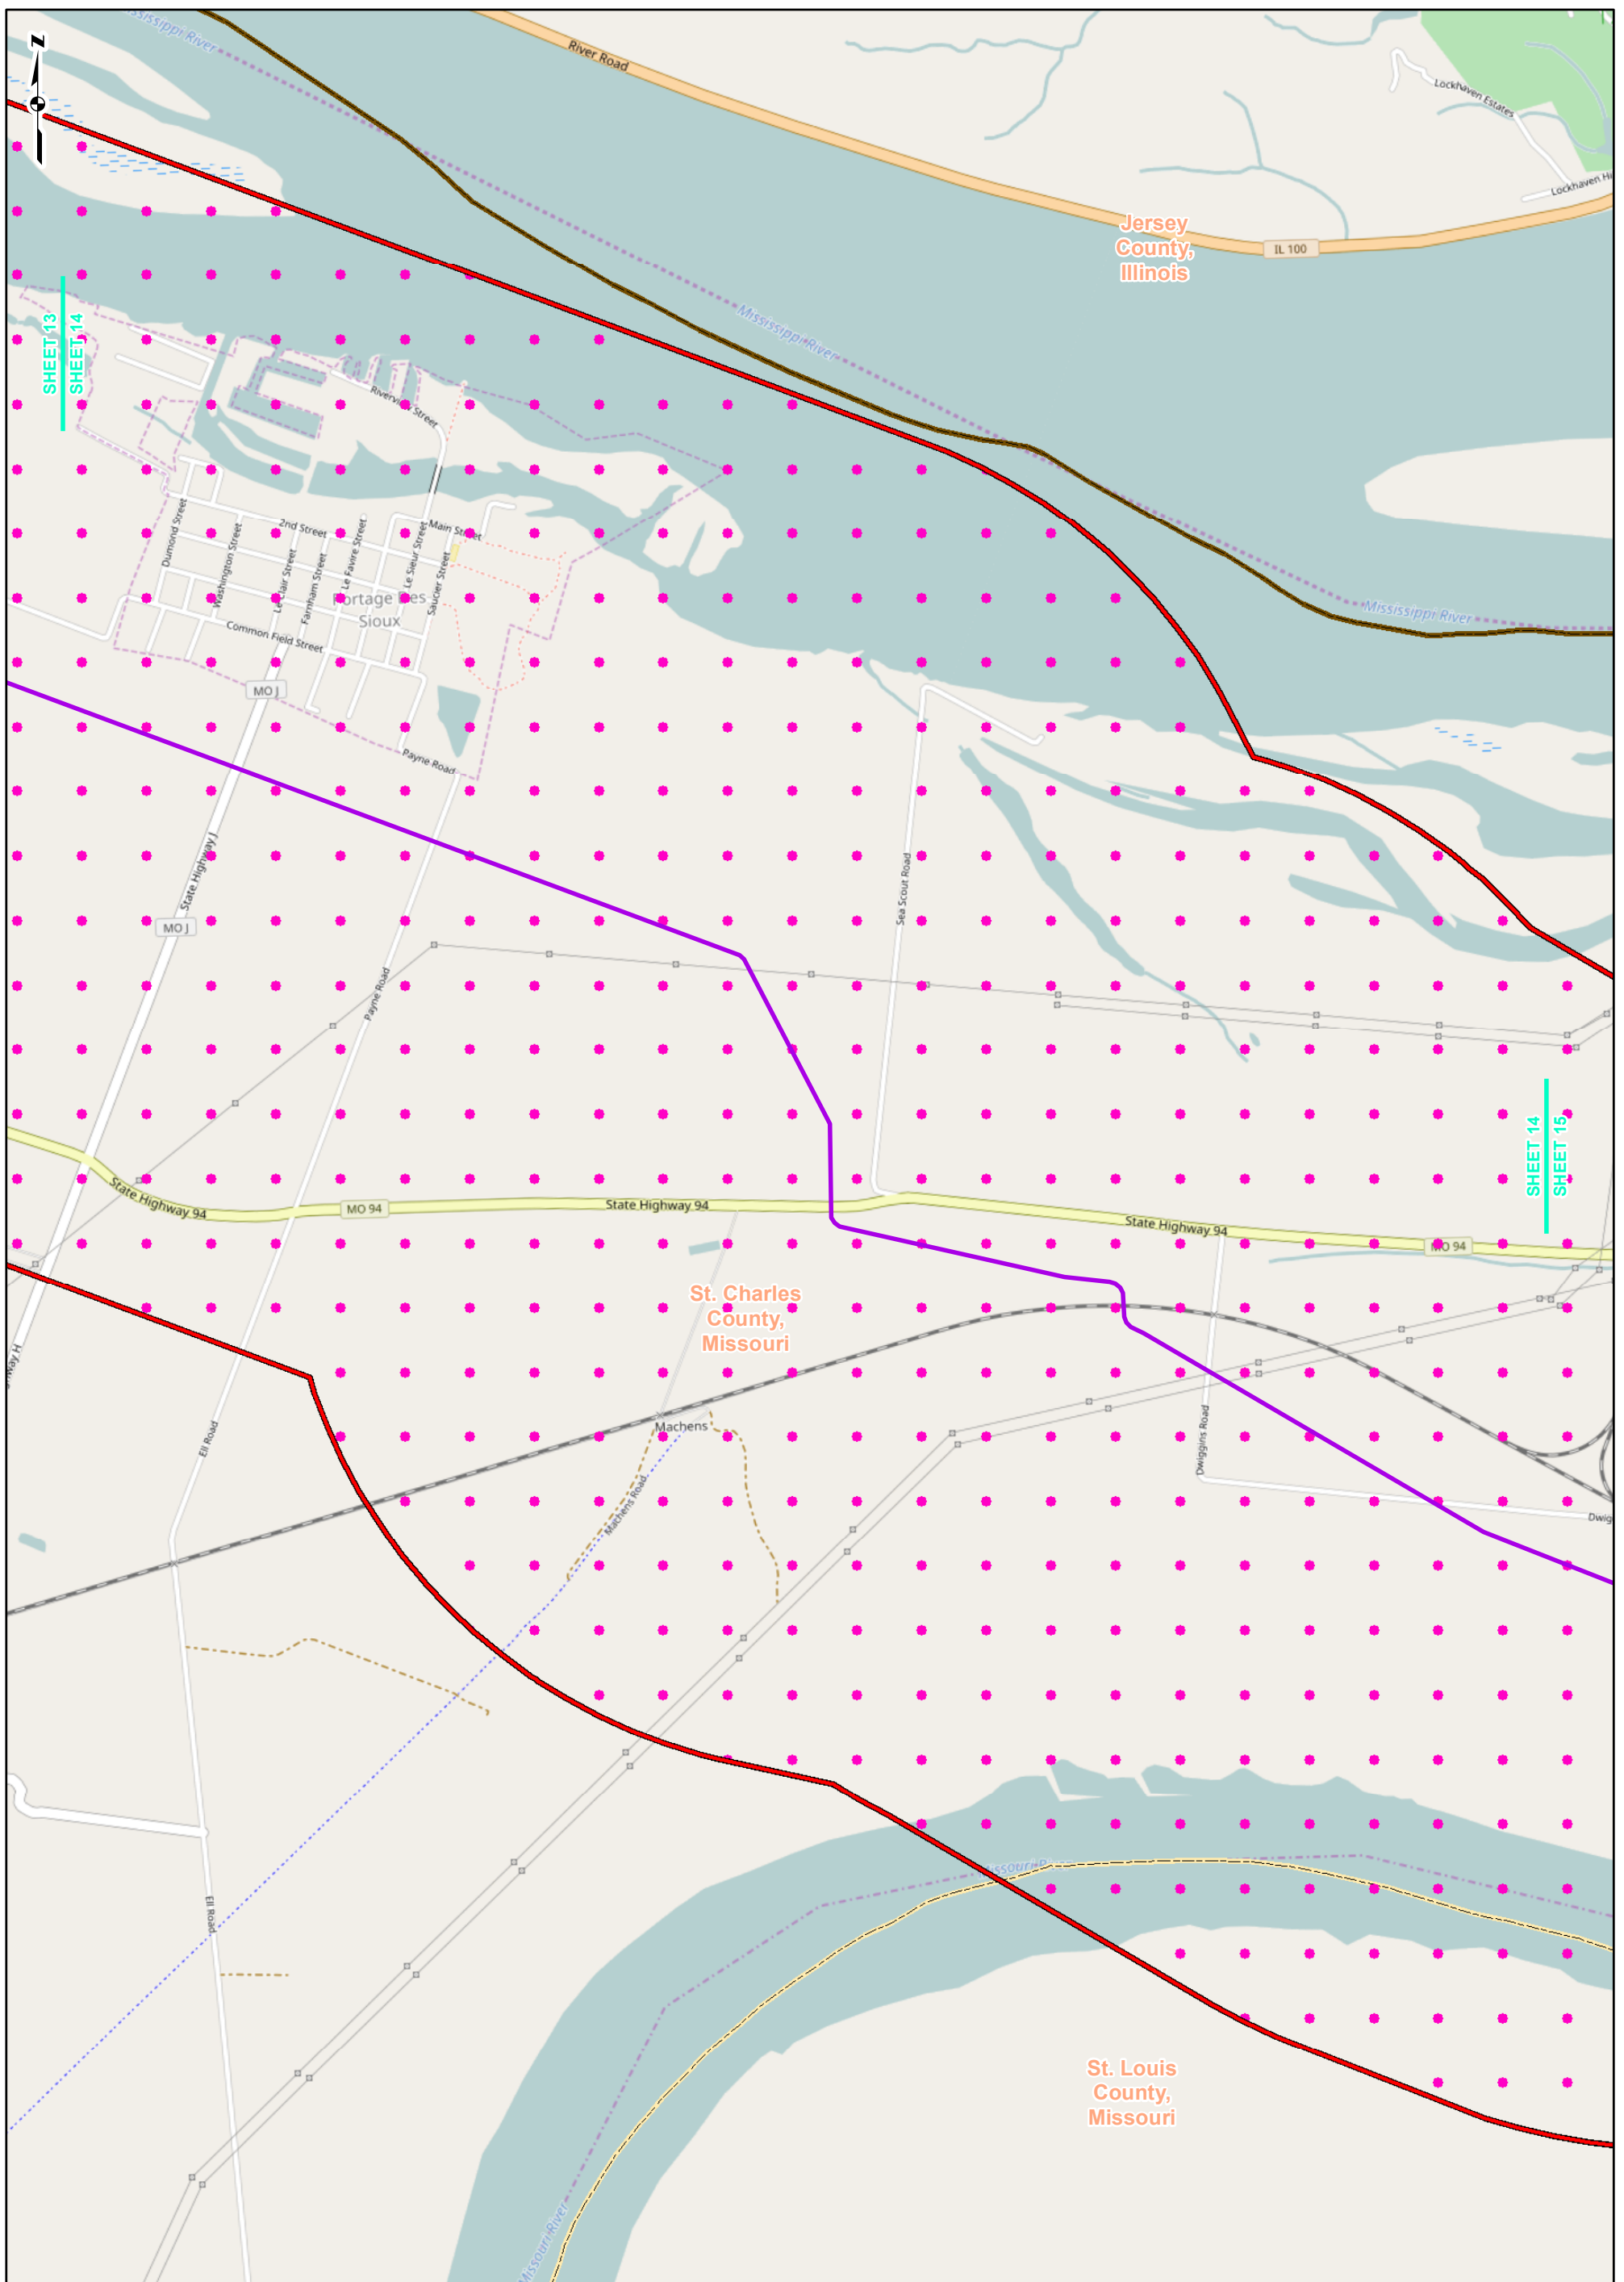 Mississippi River
River Road
Lockhaven Estates
N
Jersey
County,
Illinois
IL 100
SHEET 13
SHEET 14
Mississippi River
Riverview Street
Main Street
2nd Street
Dumond Street
Washington Street
Le Clair Street
Farnham Street
Le Favire Street
Le Sieur Street
Saucier Street
Portage Des
Sioux
Common Field Street
Mississippi River
MO J
Payne Road
State Highway J
Sea Scout Road
MO J
Payne Road
SHEET 14
SHEET 15
State Highway 94
MO 94
State Highway 94
State Highway 94
MO 94
St. Charles
County,
Missouri
Ell Road
Machens
Dwiggins Road
Machens Road
Missouri River
Ell Road
St. Louis
County,
Missouri
Missouri River